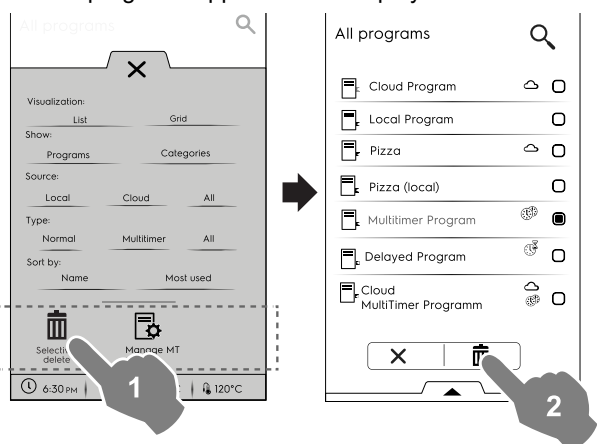 All programs
Visualization:
List Grid
Show:
Programs Categories
Source:
Local Cloud All
Type:
Normal Multitimer All
Sort by:
Name Most used
delete
Manage MT
6:30 PM
120°C
1
All programs
Cloud Program
Local Program
Pizza
Pizza (local)
Multitimer Program
Delayed Program
Cloud
MultiTimer Programm
2